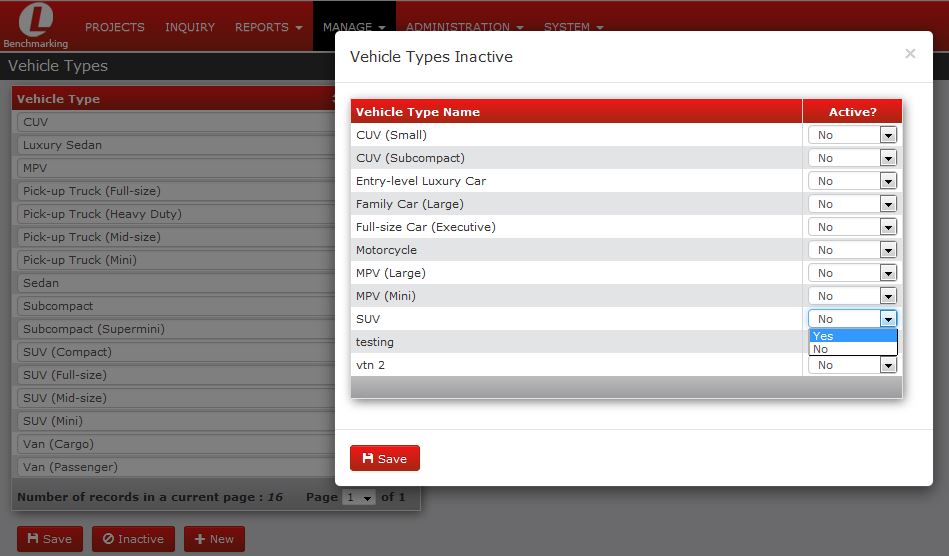 L
Benchmarking
PROJECTS INQUIRY REPORTS MANAGE ADMINISTRATION SYSTEM
Vehicle Types
Vehicle Type
CUV
Luxury Sedan
MPV
Pick-up Truck (Full-size)
Pick-up Truck (Heavy Duty)
Pick-up Truck (Mid-size)
Pick-up Truck (Mini)
Sedan
Subcompact
Subcompact (Supermini)
SUV (Compact)
SUV (Full-size)
SUV (Mid-size)
SUV (Mini)
Van (Cargo)
Van (Passenger)
Number of records in a current page : 16 Page 1 of 1
Save Inactive New
Vehicle Types Inactive ×
Vehicle Type Name Active?
CUV (Small) No
CUV (Subcompact) No
Entry-level Luxury Car No
Family Car (Large) No
Full-size Car (Executive) No
Motorcycle No
MPV (Large) No
MPV (Mini) No
SUV No
Yes
testing No
vtn 2 No
Save